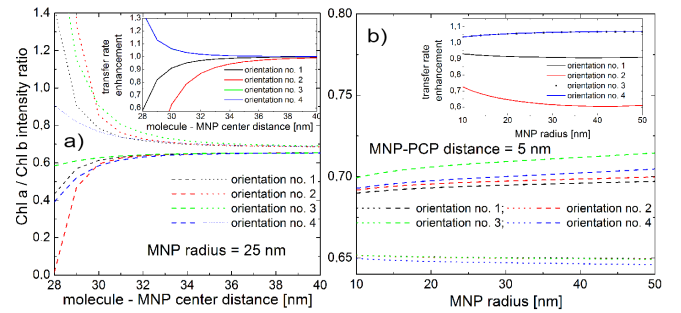 a)
Chl a / Chl b intensity ratio
1.4
1.2
1.0
0.8
0.6
0.4
0.2
0.0
28 30 32 34 36 38 40
molecule - MNP center distance [nm]
orientation no. 1
orientation no. 2
orientation no. 3
orientation no. 4
MNP radius = 25 nm
transfer rate
enhancement
1.3
1.2
1.1
1.0
0.9
0.8
0.7
0.6
28 30 32 34 36 38 40
molecule - MNP center distance [nm]
orientation no. 1
orientation no. 2
orientation no. 3
orientation no. 4
b)
0.80
0.75
0.70
0.65
10 20 30 40 50
MNP radius [nm]
MNP-PCP distance = 5 nm
orientation no. 1; orientation no. 2
orientation no. 3; orientation no. 4
transfer rate
enhancement
1.1
1.0
0.9
0.8
0.7
0.6
10 20 30 40 50
MNP radius [nm]
orientation no. 1
orientation no. 2
orientation no. 3
orientation no. 4